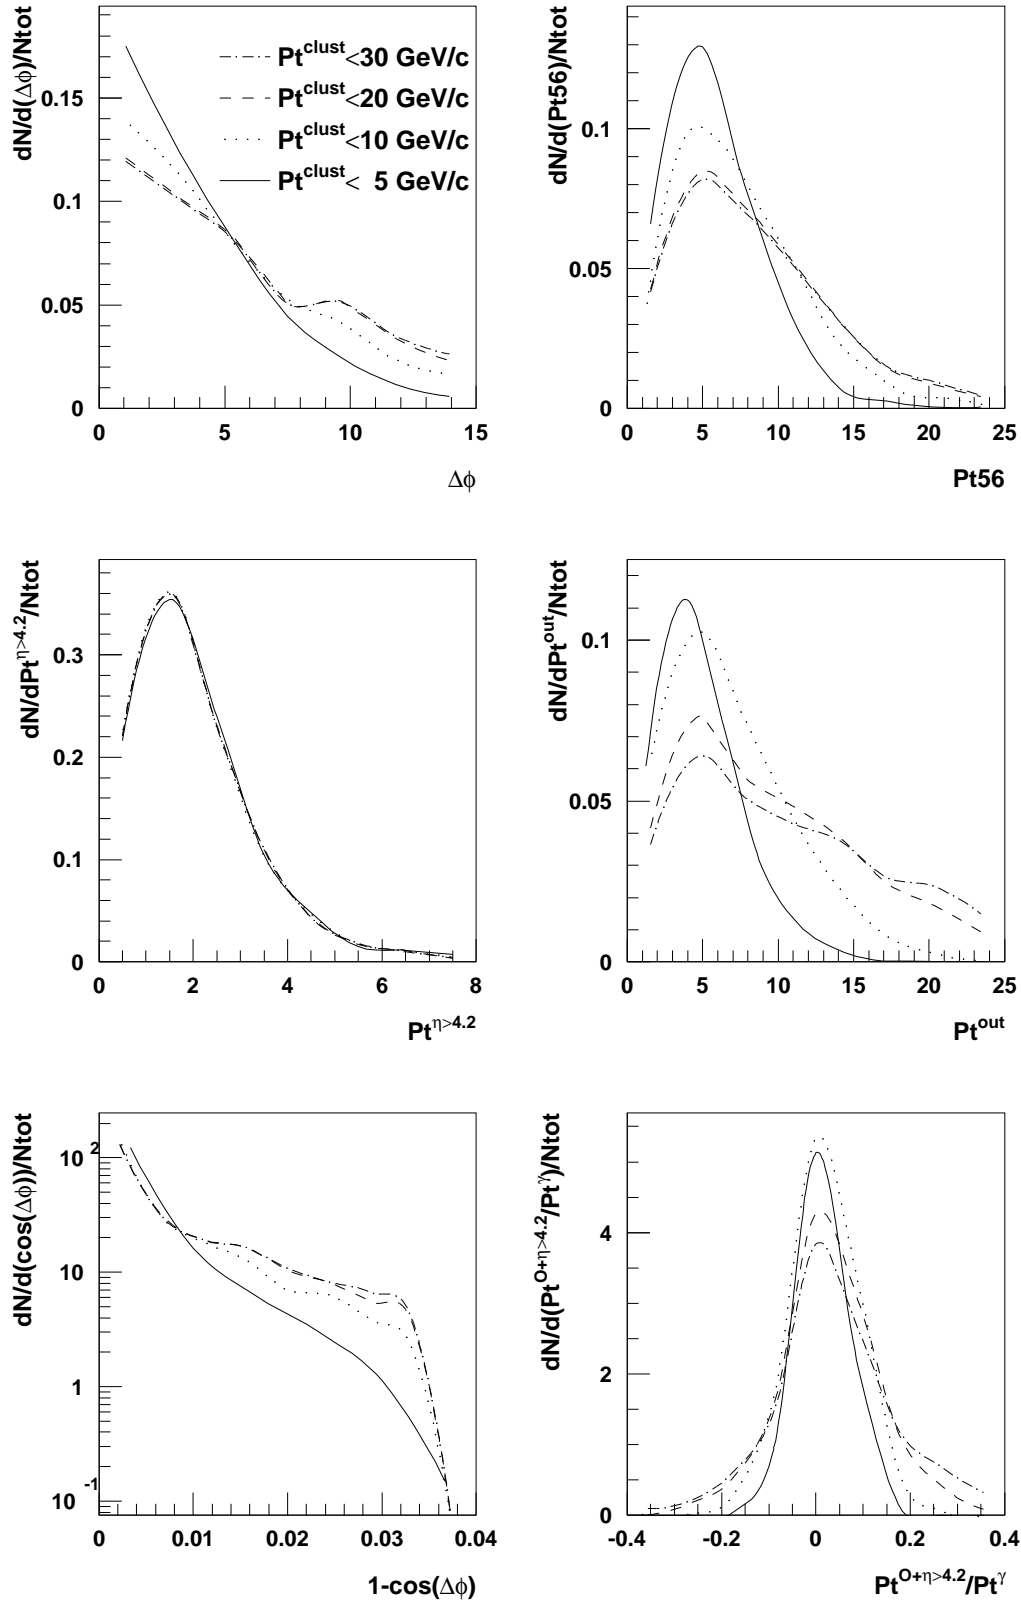 dN/d(Δϕ)/Ntot
Pt^clust<30 GeV/c
Pt^clust<20 GeV/c
Pt^clust<10 GeV/c
Pt^clust< 5 GeV/c
0.15
0.1
0.05
0
0 5 10 15
Δϕ
dN/d(Pt56)/Ntot
0.1
0.05
0
0 5 10 15 20 25
Pt56
dN/dPt^η>4.2/Ntot
0.3
0.2
0.1
0
0 2 4 6 8
Pt^η>4.2
dN/dPt^out/Ntot
0.1
0.05
0
0 5 10 15 20 25
Pt^out
dN/d(cos(Δϕ))/Ntot
10^2
10
1
10^-1
0 0.01 0.02 0.03 0.04
1-cos(Δϕ)
dN/d(Pt^O+η>4.2/Pt^γ)/Ntot
4
2
0
-0.4 -0.2 0 0.2 0.4
Pt^O+η>4.2/Pt^γ